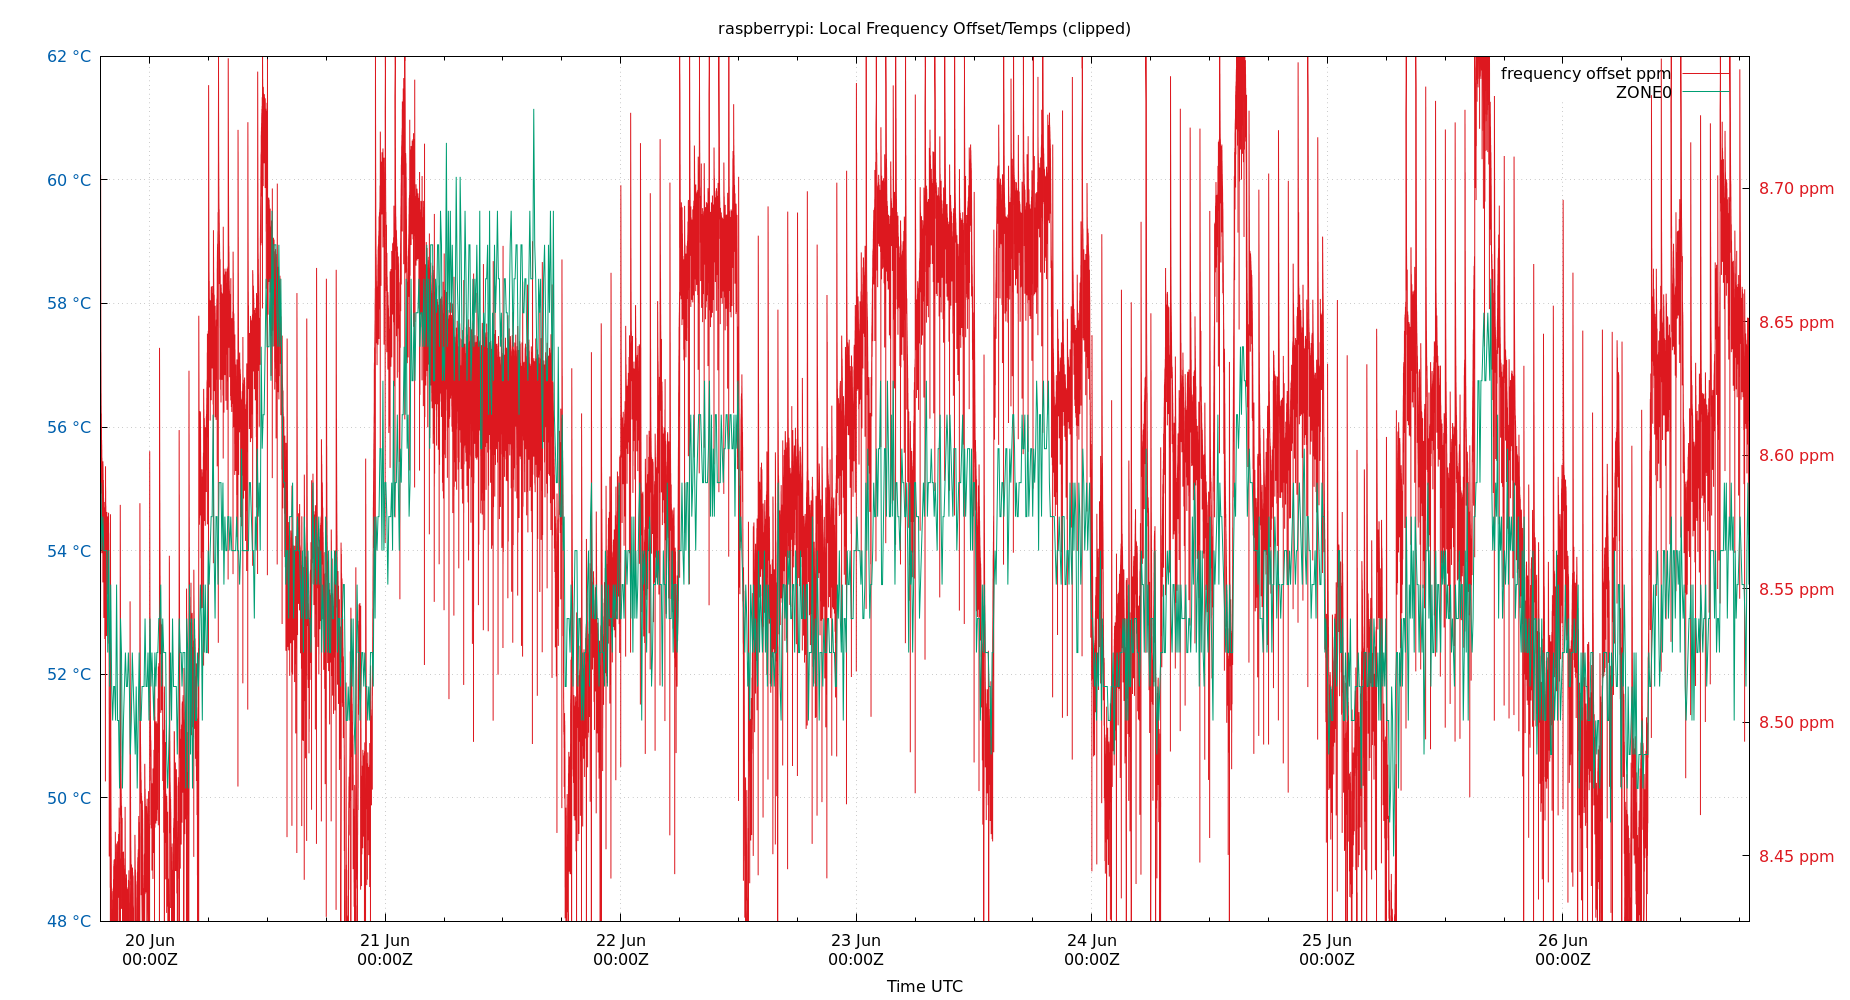 raspberrypi: Local Frequency Offset/Temps (clipped)
62 °C
60 °C
58 °C
56 °C
54 °C
52 °C
50 °C
48 °C
frequency offset ppm
ZONE0
8.70 ppm
8.65 ppm
8.60 ppm
8.55 ppm
8.50 ppm
8.45 ppm
20 Jun
00:00Z
21 Jun
00:00Z
22 Jun
00:00Z
23 Jun
00:00Z
24 Jun
00:00Z
25 Jun
00:00Z
26 Jun
00:00Z
Time UTC